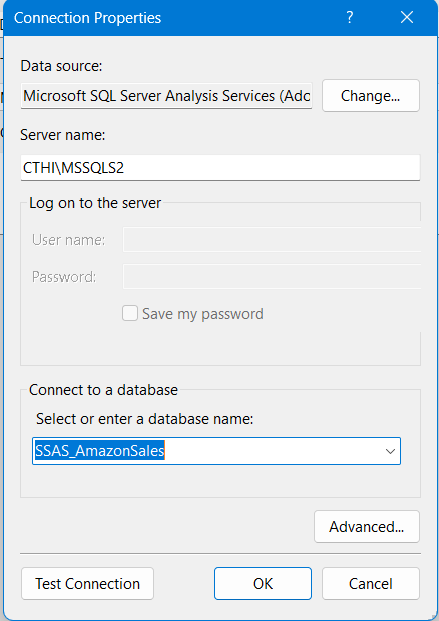 Connection Properties
?
Data source:
Microsoft SQL Server Analysis Services (Adc
Change...
Server name:
CTHI\MSSQLS2
Log on to the server
User name:
Password:
Save my password
Connect to a database
Select or enter a database name:
SSAS_AmazonSales
Advanced...
Test Connection
OK
Cancel